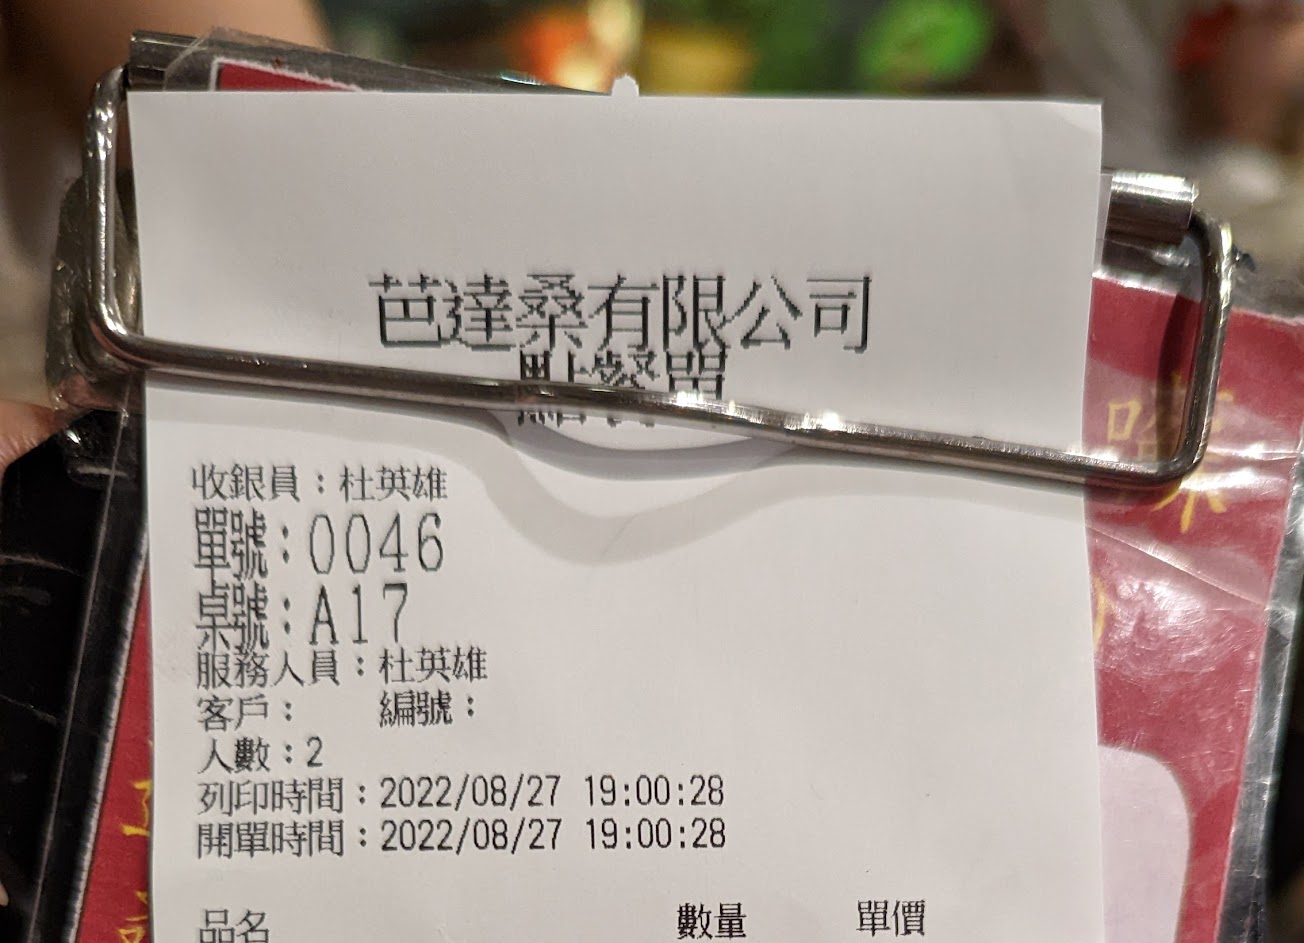 芭達桑有限公司
點餐單
收銀員：杜英雄
單號：0046
桌號：A17
服務人員：杜英雄
客戶： 編號：
人數：2
列印時間：2022/08/27 19:00:28
開單時間：2022/08/27 19:00:28
品名 數量 單價